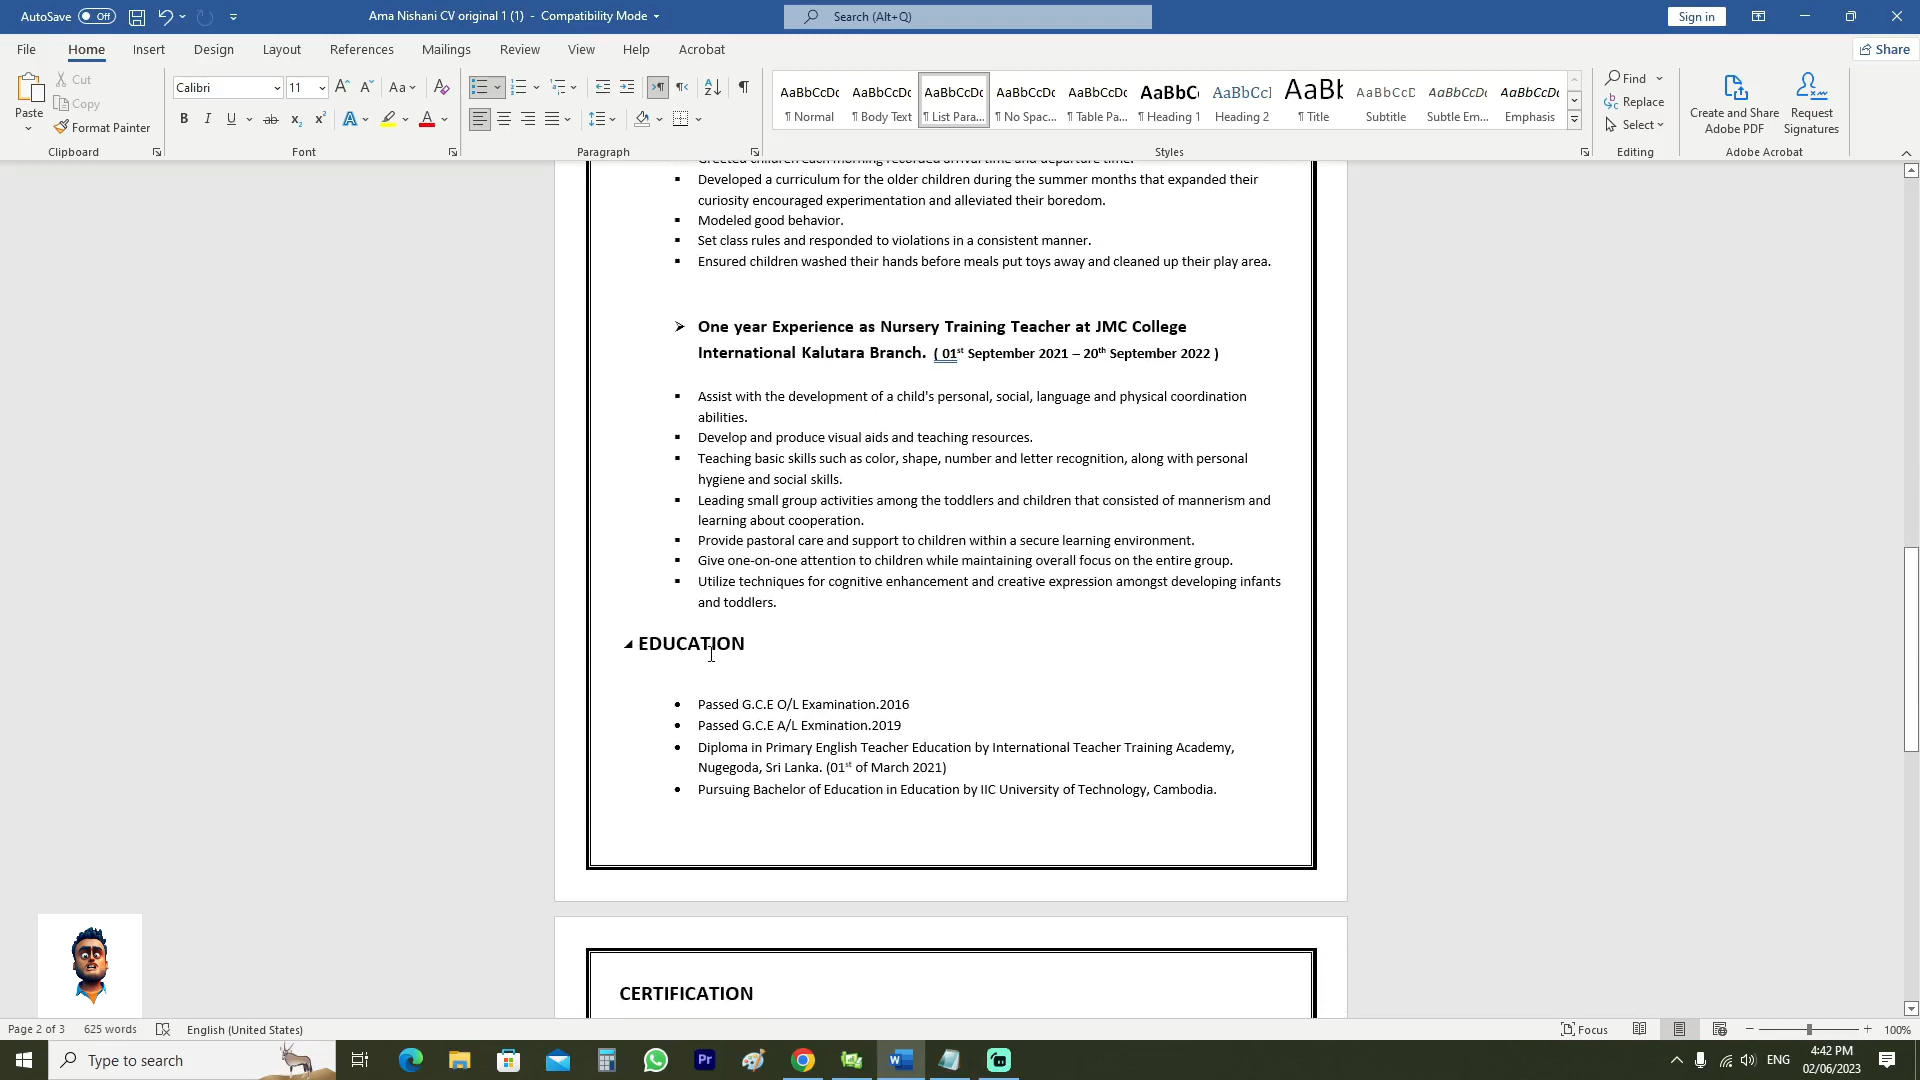 AutoSave Off Ama Nishani CV original 1 (1) - Compatibility Mode Search (Alt+Q) Sign in
File Home Insert Design Layout References Mailings Review View Help Acrobat Share
Paste Cut Copy Format Painter
Calibri 11 Aa
B I U ab x2 x2 A A
AaBbCcDc AaBbCcDc AaBbCcDc AaBbCcDc AaBbCcDc AaBbC AaBbCcI AaBl AaBbCcD AaBbCcDc AaBbCcDc
¶ Normal ¶ Body Text ¶ List Para... ¶ No Spac... ¶ Table Pa... ¶ Heading 1 Heading 2 ¶ Title Subtitle Subtle Em... Emphasis
Find
Replace
Select
Create and Share Adobe PDF
Request Signatures
Clipboard Font Paragraph Styles Editing Adobe Acrobat
Greeted children each morning recorded arrival time and departure time.
▪ Developed a curriculum for the older children during the summer months that expanded their
curiosity encouraged experimentation and alleviated their boredom.
▪ Modeled good behavior.
▪ Set class rules and responded to violations in a consistent manner.
▪ Ensured children washed their hands before meals put toys away and cleaned up their play area.
➢ One year Experience as Nursery Training Teacher at JMC College
International Kalutara Branch. ( 01st September 2021 – 20th September 2022 )
▪ Assist with the development of a child's personal, social, language and physical coordination
abilities.
▪ Develop and produce visual aids and teaching resources.
▪ Teaching basic skills such as color, shape, number and letter recognition, along with personal
hygiene and social skills.
▪ Leading small group activities among the toddlers and children that consisted of mannerism and
learning about cooperation.
▪ Provide pastoral care and support to children within a secure learning environment.
▪ Give one-on-one attention to children while maintaining overall focus on the entire group.
▪ Utilize techniques for cognitive enhancement and creative expression amongst developing infants
and toddlers.
EDUCATION
• Passed G.C.E O/L Examination.2016
• Passed G.C.E A/L Exmination.2019
• Diploma in Primary English Teacher Education by International Teacher Training Academy,
Nugegoda, Sri Lanka. (01st of March 2021)
• Pursuing Bachelor of Education in Education by IIC University of Technology, Cambodia.
CERTIFICATION
Page 2 of 3 625 words English (United States) Focus 100%
Type to search Pr W ENG 4:42 PM
02/06/2023